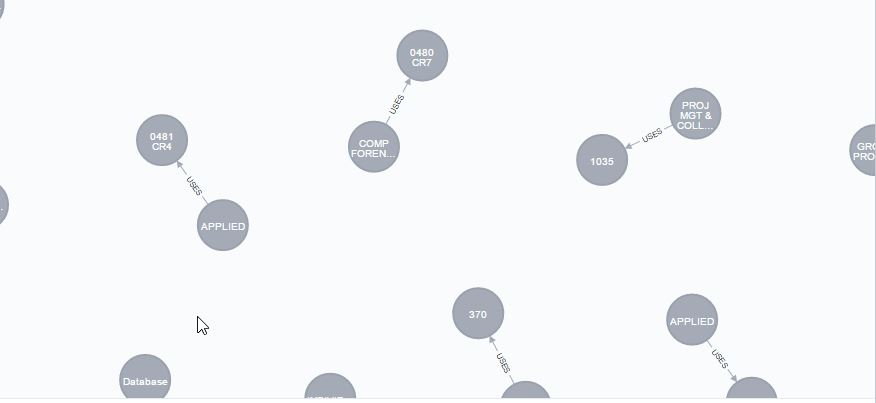 0480
CR7
USES
COMP
FOREN...
PROJ
MGT &
COLL...
USES
1035
0481
CR4
USES
APPLIED
370
USES
APPLIED
USES
Database